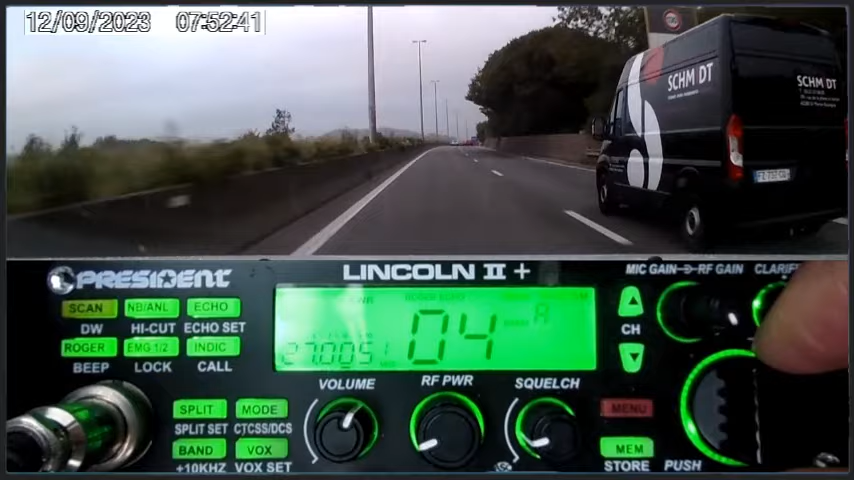 12/09/2023 07:52:41
SCHM DT
SCHM DT
PRESIDENT
LINCOLN II +
MIC GAIN RF GAIN CLARIFI
SCAN NB/ANL ECHO
DW HI-CUT ECHO SET
ROGER EMG 1/2 INDIC
BEEP LOCK CALL
04
27.0051
CH
VOLUME RF PWR SQUELCH
SPLIT MODE
SPLIT SET CTCSS/DCS
BAND VOX
+10KHZ VOX SET
MENU
MEM
STORE PUSH